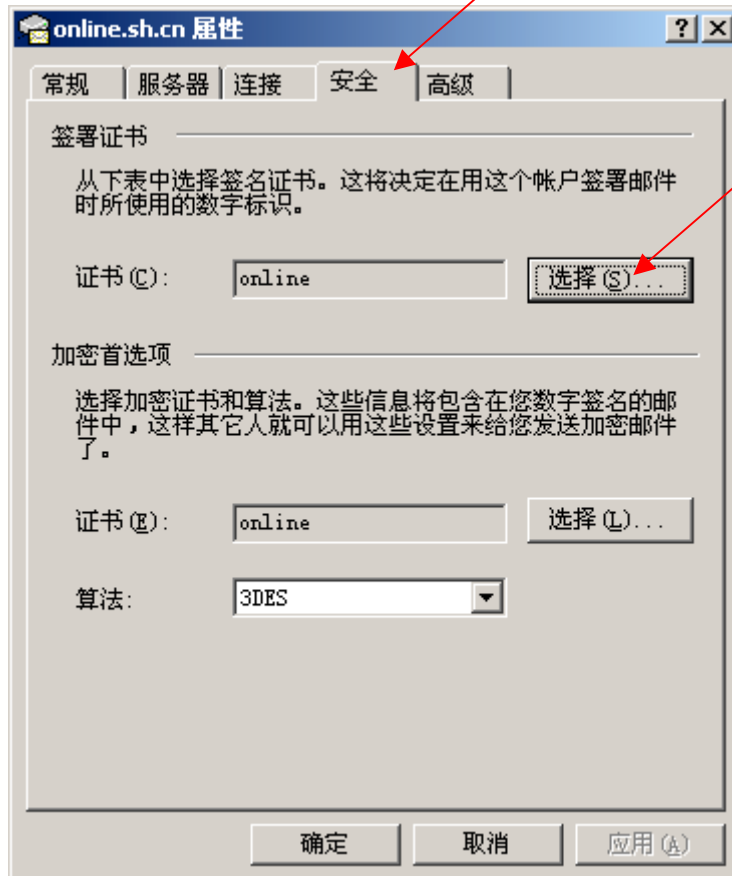 online.sh.cn 属性
常规 服务器 连接 安全 高级
签署证书
从下表中选择签名证书。这将决定在用这个帐户签署邮件
时所使用的数字标识。
证书(C): online 选择(S)...
加密首选项
选择加密证书和算法。这些信息将包含在您数字签名的邮
件中，这样其它人就可以用这些设置来给您发送加密邮件
了。
证书(E): online 选择(L)...
算法: 3DES
确定 取消 应用(A)